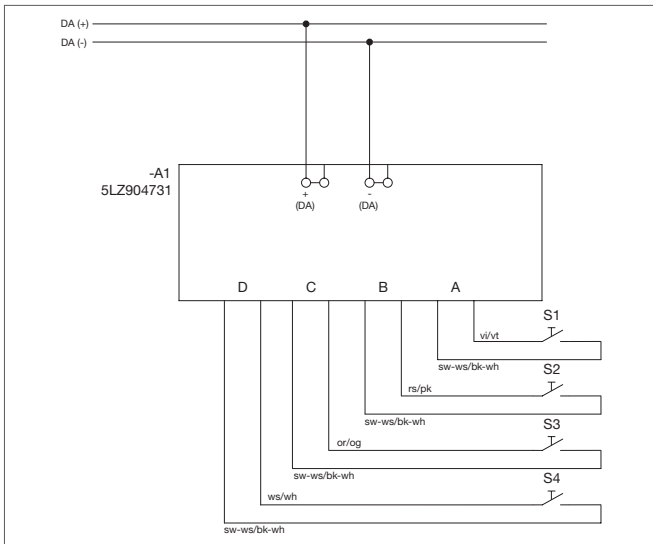 DA (+)
DA (-)
-A1
5LZ904731
+
(DA)
-
(DA)
D C B A
S1
vi/vt
sw-ws/bk-wh
S2
rs/pk
sw-ws/bk-wh
S3
or/og
sw-ws/bk-wh
S4
ws/wh
sw-ws/bk-wh